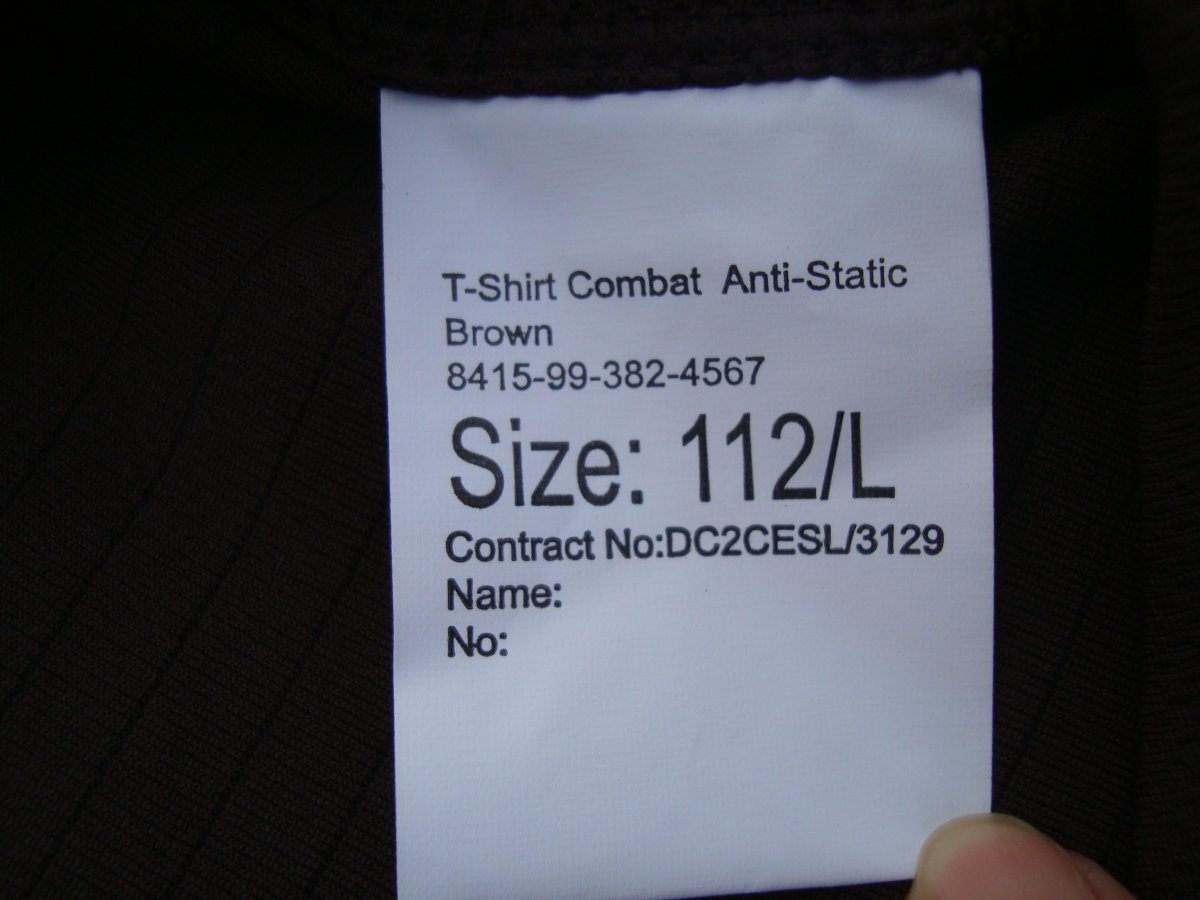 T-Shirt Combat Anti-Static
Brown
8415-99-382-4567
Size: 112/L
Contract No:DC2CESL/3129
Name:
No: